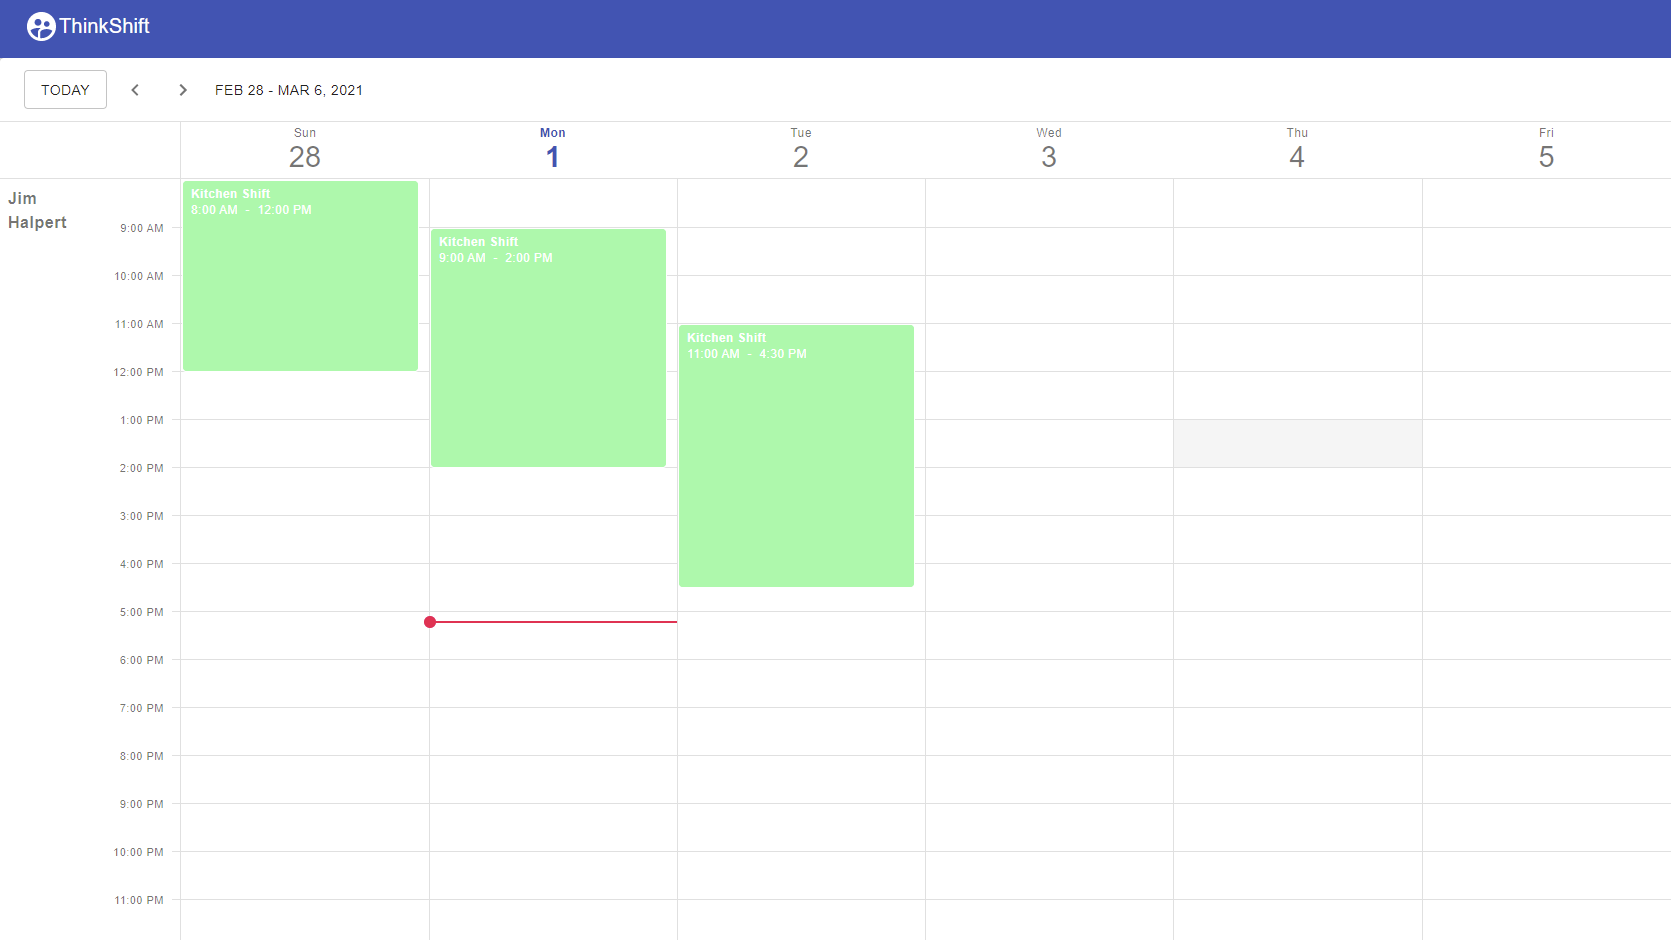 ThinkShift
TODAY
FEB 28 - MAR 6, 2021
Sun
28
Mon
1
Tue
2
Wed
3
Thu
4
Fri
5
Jim
Halpert
9:00 AM
10:00 AM
11:00 AM
12:00 PM
1:00 PM
2:00 PM
3:00 PM
4:00 PM
5:00 PM
6:00 PM
7:00 PM
8:00 PM
9:00 PM
10:00 PM
11:00 PM
Kitchen Shift
8:00 AM - 12:00 PM
Kitchen Shift
9:00 AM - 2:00 PM
Kitchen Shift
11:00 AM - 4:30 PM